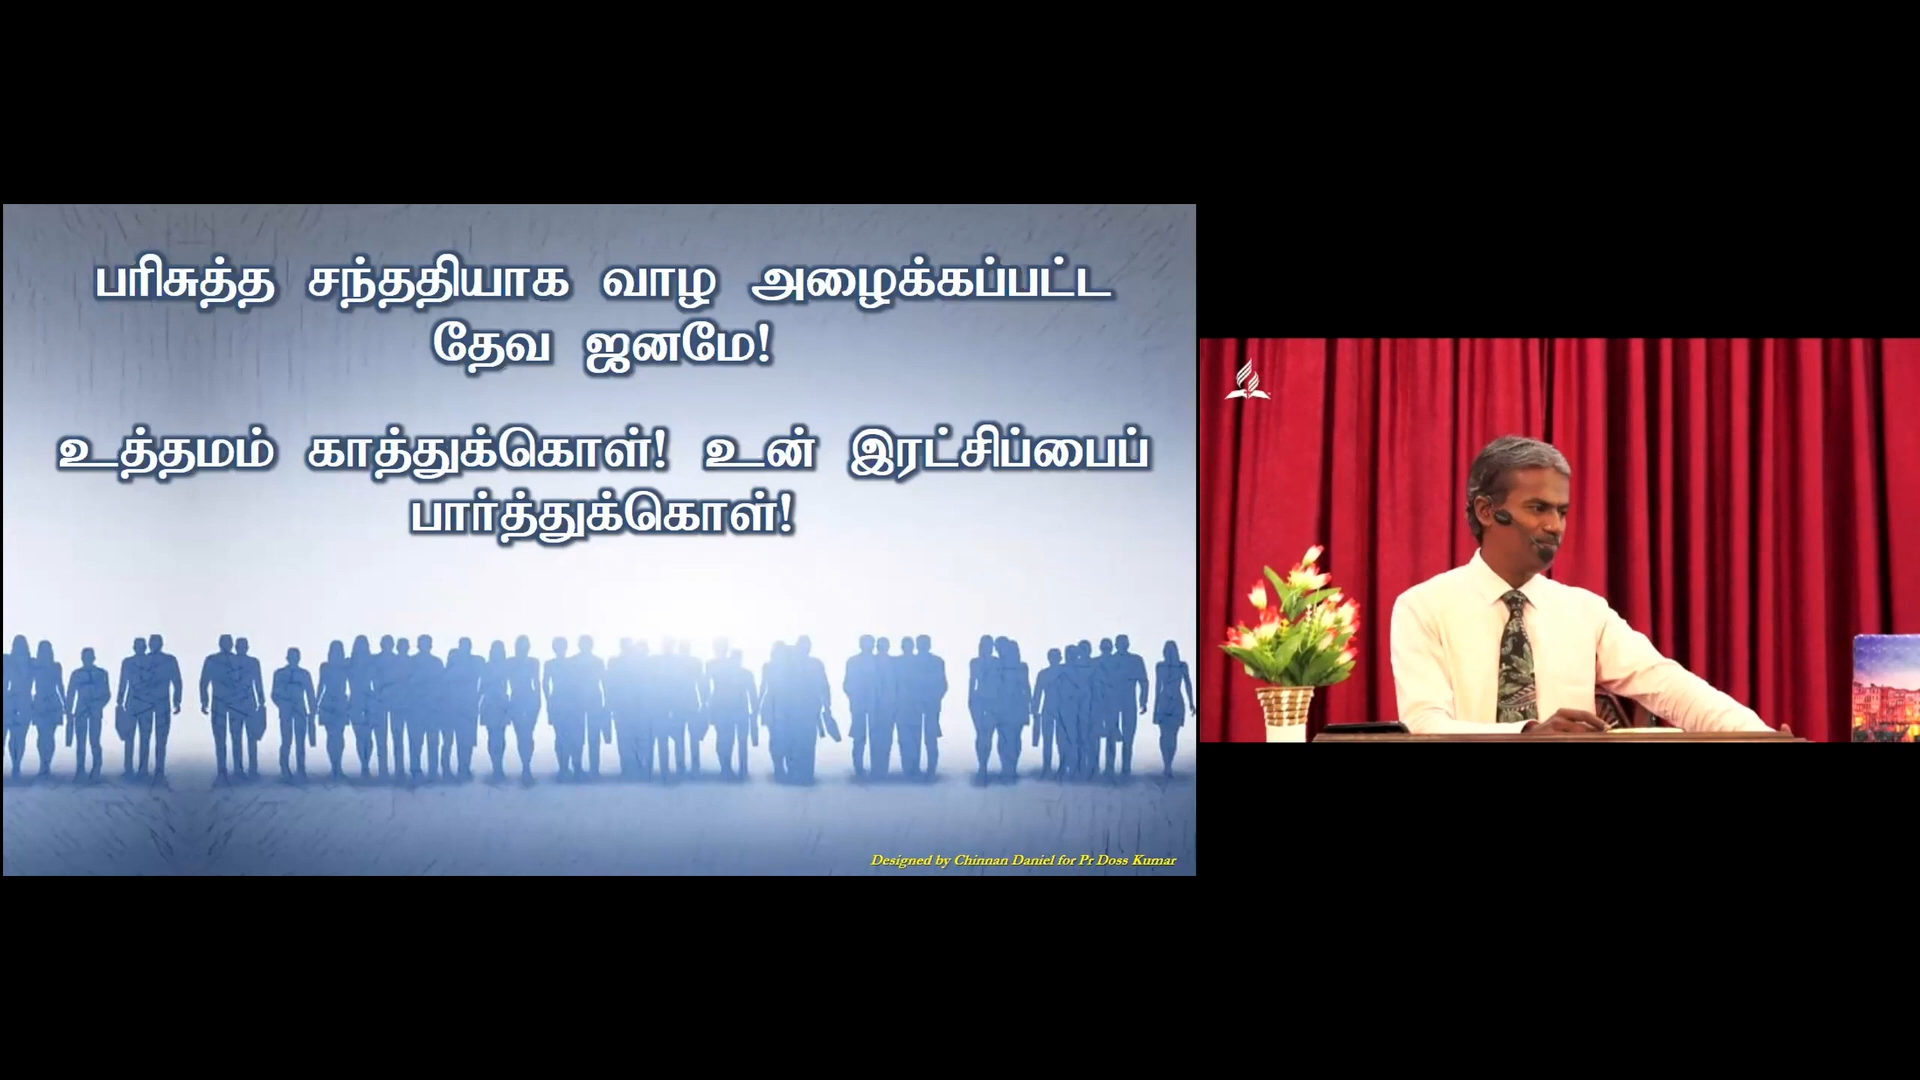 பரிசுத்த சந்ததியாக வாழ அழைக்கப்பட்ட
தேவ ஜனமே!
உத்தமம் காத்துக்கொள்! உன் இரட்சிப்பைப்
பார்த்துக்கொள்!
Designed by Chinnan Daniel for Pr Doss Kumar